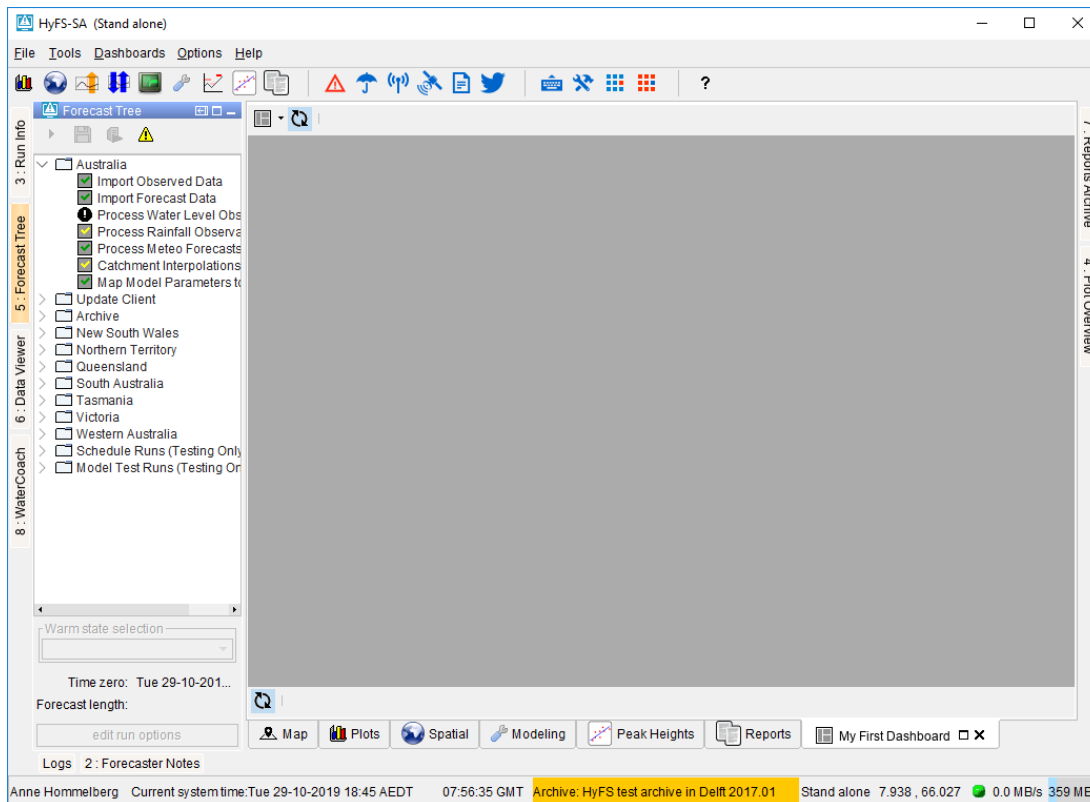 HyFS-SA (Stand alone)
File Tools Dashboards Options Help
?
3 : Run Info
5 : Forecast Tree
6 : Data Viewer
8 : WaterCoach
Forecast Tree
Australia
Import Observed Data
Import Forecast Data
Process Water Level Obs
Process Rainfall Observa
Process Meteo Forecasts
Catchment Interpolations
Map Model Parameters to
Update Client
Archive
New South Wales
Northern Territory
Queensland
South Australia
Tasmania
Victoria
Western Australia
Schedule Runs (Testing Only
Model Test Runs (Testing On
Warm state selection
Time zero: Tue 29-10-201...
Forecast length:
edit run options
7 : Reports Archive
4 : Plot Overview
Map Plots Spatial Modeling Peak Heights Reports My First Dashboard
Logs 2 : Forecaster Notes
Anne Hommelberg Current system time:Tue 29-10-2019 18:45 AEDT 07:56:35 GMT Archive: HyFS test archive in Delft 2017.01 Stand alone 7.938 , 66.027 0.0 MB/s 359 MB